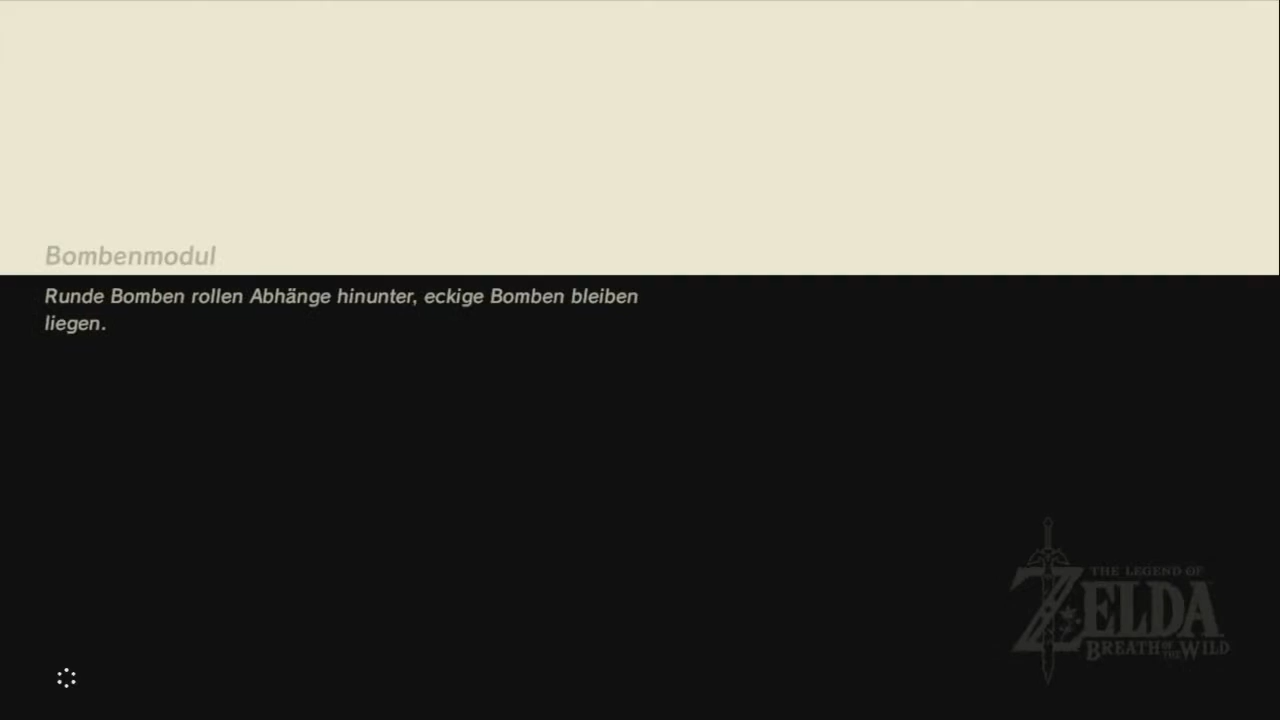 Bombenmodul
Runde Bomben rollen Abhänge hinunter, eckige Bomben bleiben
liegen.
THE LEGEND OF
ZELDA
BREATH OF THE WILD